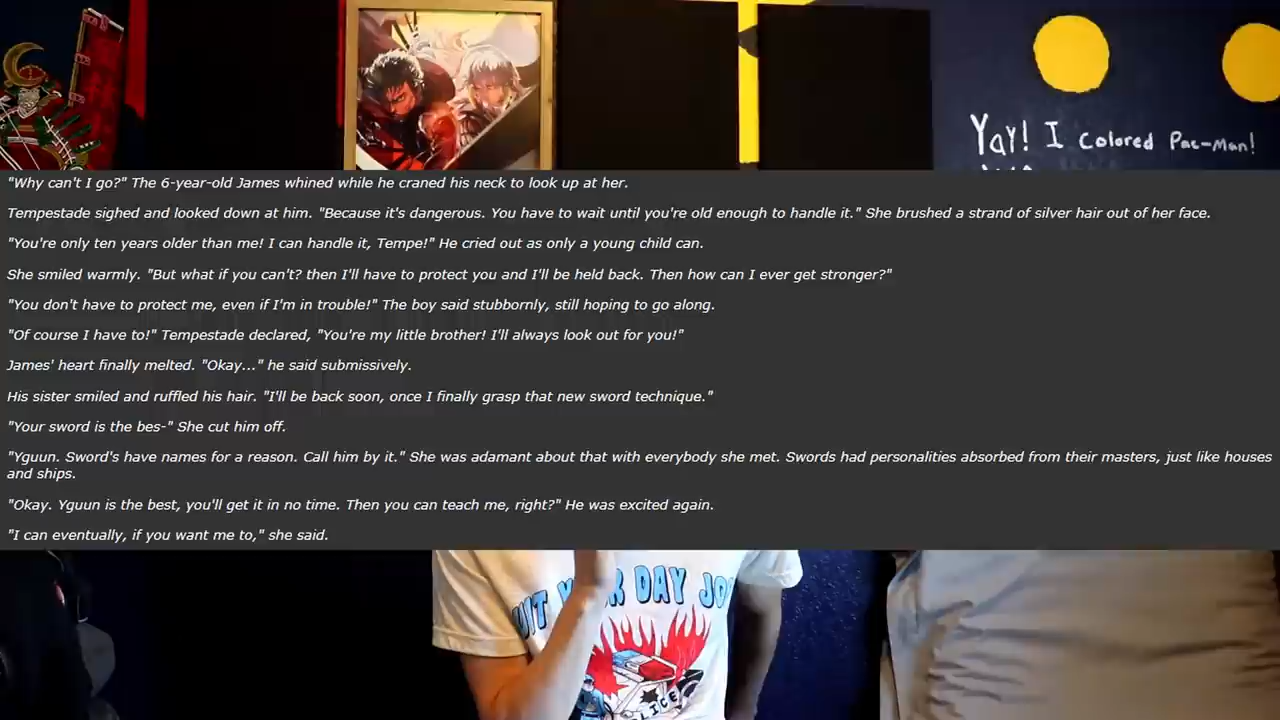 Yay! I Colored Pac-Man!
"Why can't I go?" The 6-year-old James whined while he craned his neck to look up at her.
Tempestade sighed and looked down at him. "Because it's dangerous. You have to wait until you're old enough to handle it." She brushed a strand of silver hair out of her face.
"You're only ten years older than me! I can handle it, Tempe!" He cried out as only a young child can.
She smiled warmly. "But what if you can't? then I'll have to protect you and I'll be held back. Then how can I ever get stronger?"
"You don't have to protect me, even if I'm in trouble!" The boy said stubbornly, still hoping to go along.
"Of course I have to!" Tempestade declared, "You're my little brother! I'll always look out for you!"
James' heart finally melted. "Okay..." he said submissively.
His sister smiled and ruffled his hair. "I'll be back soon, once I finally grasp that new sword technique."
"Your sword is the bes-" She cut him off.
"Yguun. Sword's have names for a reason. Call him by it." She was adamant about that with everybody she met. Swords had personalities absorbed from their masters, just like houses
and ships.
"Okay. Yguun is the best, you'll get it in no time. Then you can teach me, right?" He was excited again.
"I can eventually, if you want me to," she said.
DAY
LICE